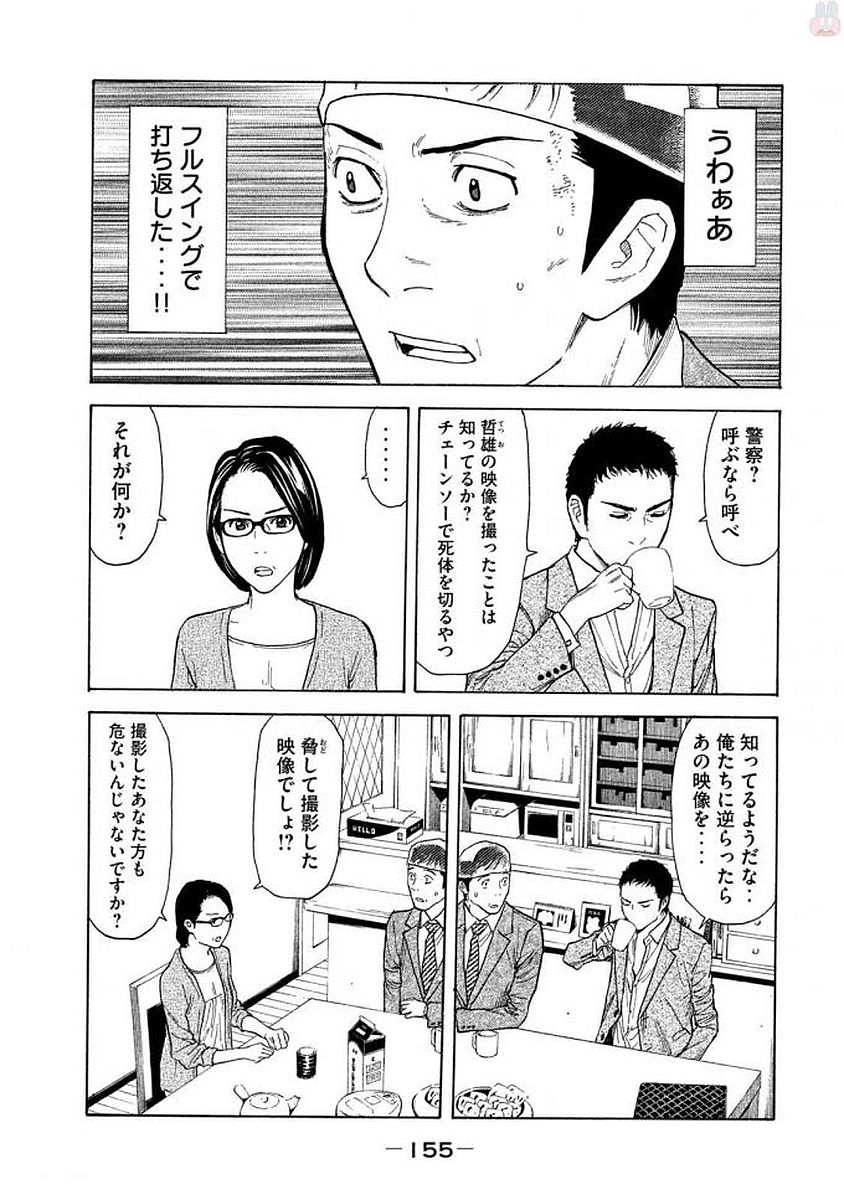 うわぁあ
フルスイングで
打ち返した・・・・!!
警察?
呼ぶなら呼べ
哲雄の映像を撮ったことは
てつお
知ってるか?
チェーンソーで死体を切るやつ
・・・・・
それが何か?
知ってるようだな・・
俺たちに逆らったら
あの映像を・・・・
脅して撮影した
おど
映像でしょ!?
撮影したあなた方も
危ないんじゃないですか?
HELLO
—155—